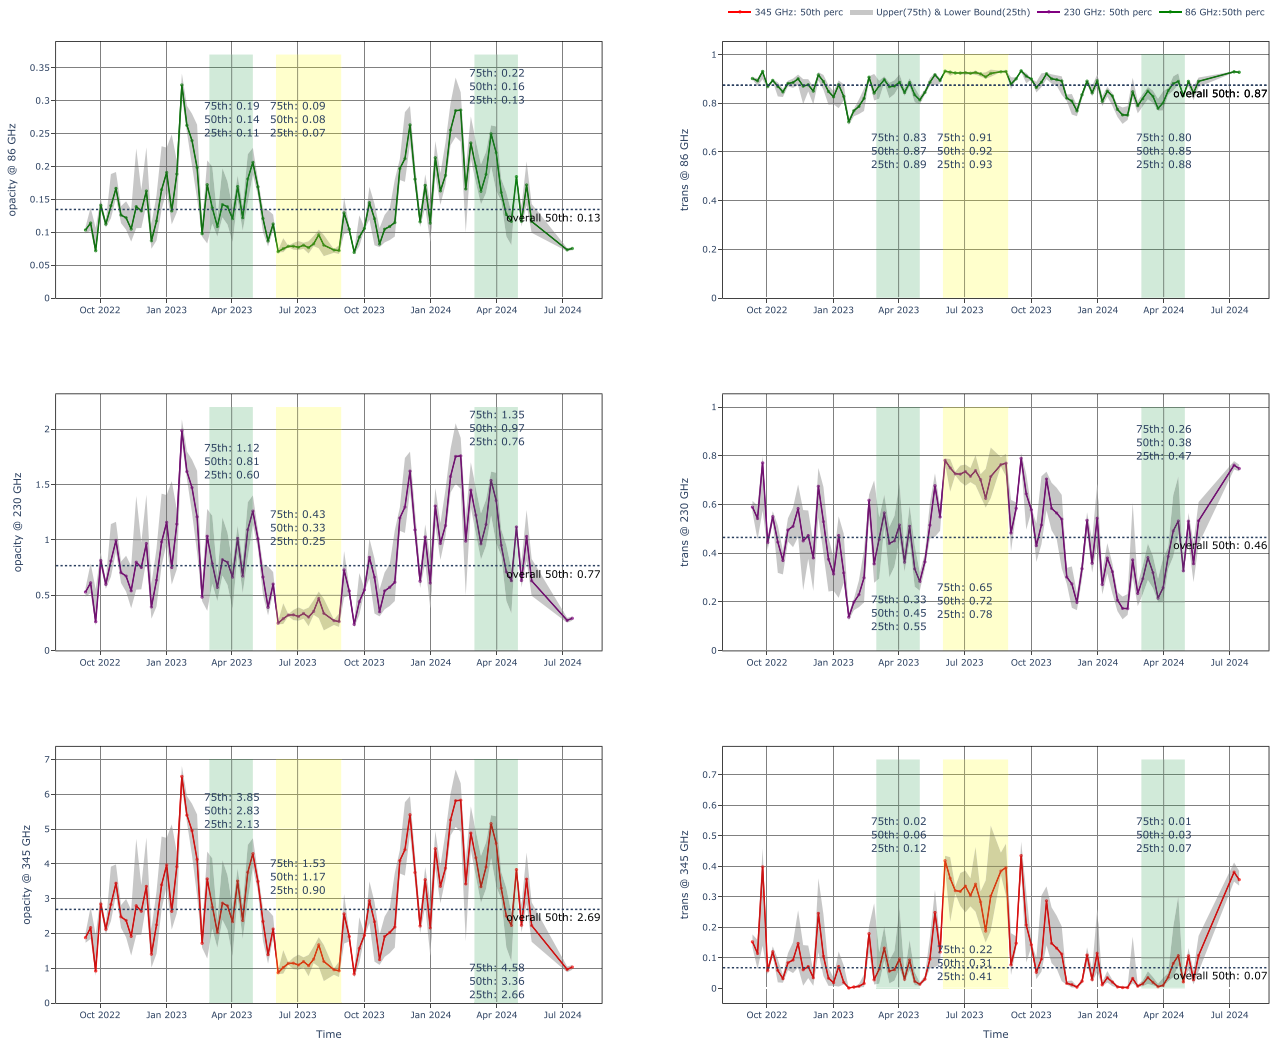 345 GHz: 50th perc Upper(75th) & Lower Bound(25th) 230 GHz: 50th perc 86 GHz:50th perc
opacity @ 86 GHz
0.35
0.3
0.25
0.2
0.15
0.1
0.05
0
75th: 0.19
50th: 0.14
25th: 0.11
75th: 0.09
50th: 0.08
25th: 0.07
75th: 0.22
50th: 0.16
25th: 0.13
overall 50th: 0.13
Oct 2022 Jan 2023 Apr 2023 Jul 2023 Oct 2023 Jan 2024 Apr 2024 Jul 2024
trans @ 86 GHz
1
0.8
0.6
0.4
0.2
0
overall 50th: 0.87
75th: 0.83
50th: 0.87
25th: 0.89
75th: 0.91
50th: 0.92
25th: 0.93
75th: 0.80
50th: 0.85
25th: 0.88
Oct 2022 Jan 2023 Apr 2023 Jul 2023 Oct 2023 Jan 2024 Apr 2024 Jul 2024
opacity @ 230 GHz
2
1.5
1
0.5
0
75th: 1.12
50th: 0.81
25th: 0.60
75th: 0.43
50th: 0.33
25th: 0.25
75th: 1.35
50th: 0.97
25th: 0.76
overall 50th: 0.77
Oct 2022 Jan 2023 Apr 2023 Jul 2023 Oct 2023 Jan 2024 Apr 2024 Jul 2024
trans @ 230 GHz
1
0.8
0.6
0.4
0.2
0
75th: 0.33
50th: 0.45
25th: 0.55
75th: 0.65
50th: 0.72
25th: 0.78
75th: 0.26
50th: 0.38
25th: 0.47
overall 50th: 0.46
Oct 2022 Jan 2023 Apr 2023 Jul 2023 Oct 2023 Jan 2024 Apr 2024 Jul 2024
opacity @ 345 GHz
7
6
5
4
3
2
1
0
75th: 3.85
50th: 2.83
25th: 2.13
75th: 1.53
50th: 1.17
25th: 0.90
75th: 4.58
50th: 3.36
25th: 2.66
overall 50th: 2.69
Oct 2022 Jan 2023 Apr 2023 Jul 2023 Oct 2023 Jan 2024 Apr 2024 Jul 2024
Time
trans @ 345 GHz
0.7
0.6
0.5
0.4
0.3
0.2
0.1
0
75th: 0.02
50th: 0.06
25th: 0.12
75th: 0.22
50th: 0.31
25th: 0.41
75th: 0.01
50th: 0.03
25th: 0.07
overall 50th: 0.07
Oct 2022 Jan 2023 Apr 2023 Jul 2023 Oct 2023 Jan 2024 Apr 2024 Jul 2024
Time